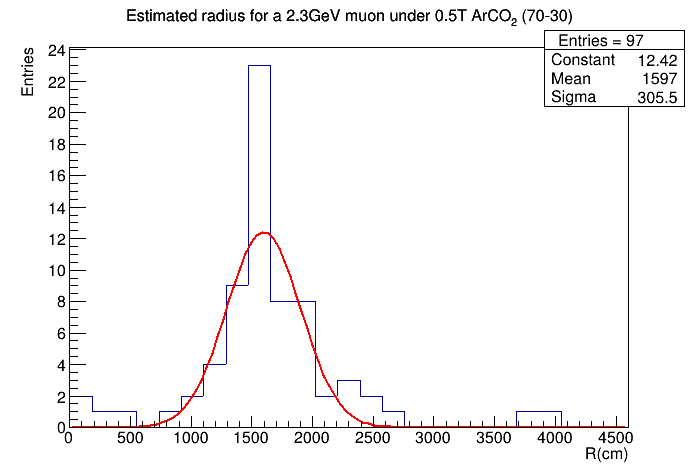 Estimated radius for a 2.3GeV muon under 0.5T ArCO₂ (70-30)
Entries = 97
Constant 12.42
Mean 1597
Sigma 305.5
Entries
24
22
20
18
16
14
12
10
8
6
4
2
0
0 500 1000 1500 2000 2500 3000 3500 4000 4500
R(cm)